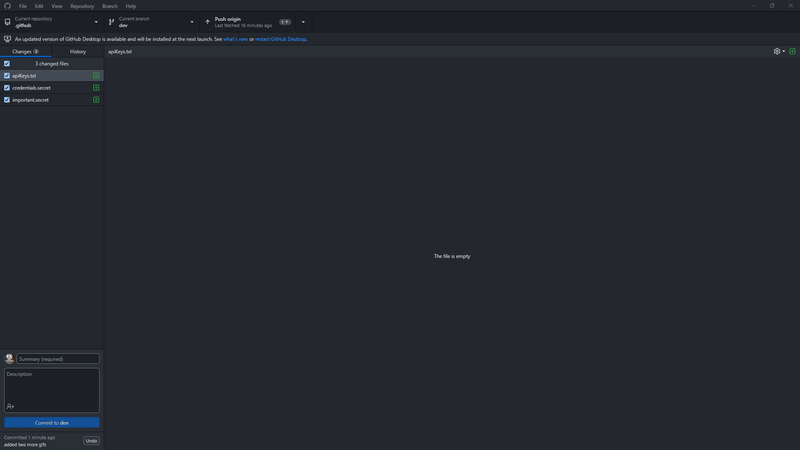 File Edit View Repository Branch Help
Current repository
.github
Current branch
dev
Push origin
Last fetched 16 minutes ago
An updated version of GitHub Desktop is available and will be installed at the next launch. See what's new or restart GitHub Desktop.
Changes 3
History
apiKeys.txt
3 changed files
apiKeys.txt
credentials.secret
important.secret
The file is empty
Summary (required)
Description
Commit to dev
Committed 1 minute ago
added two more gifs
Undo